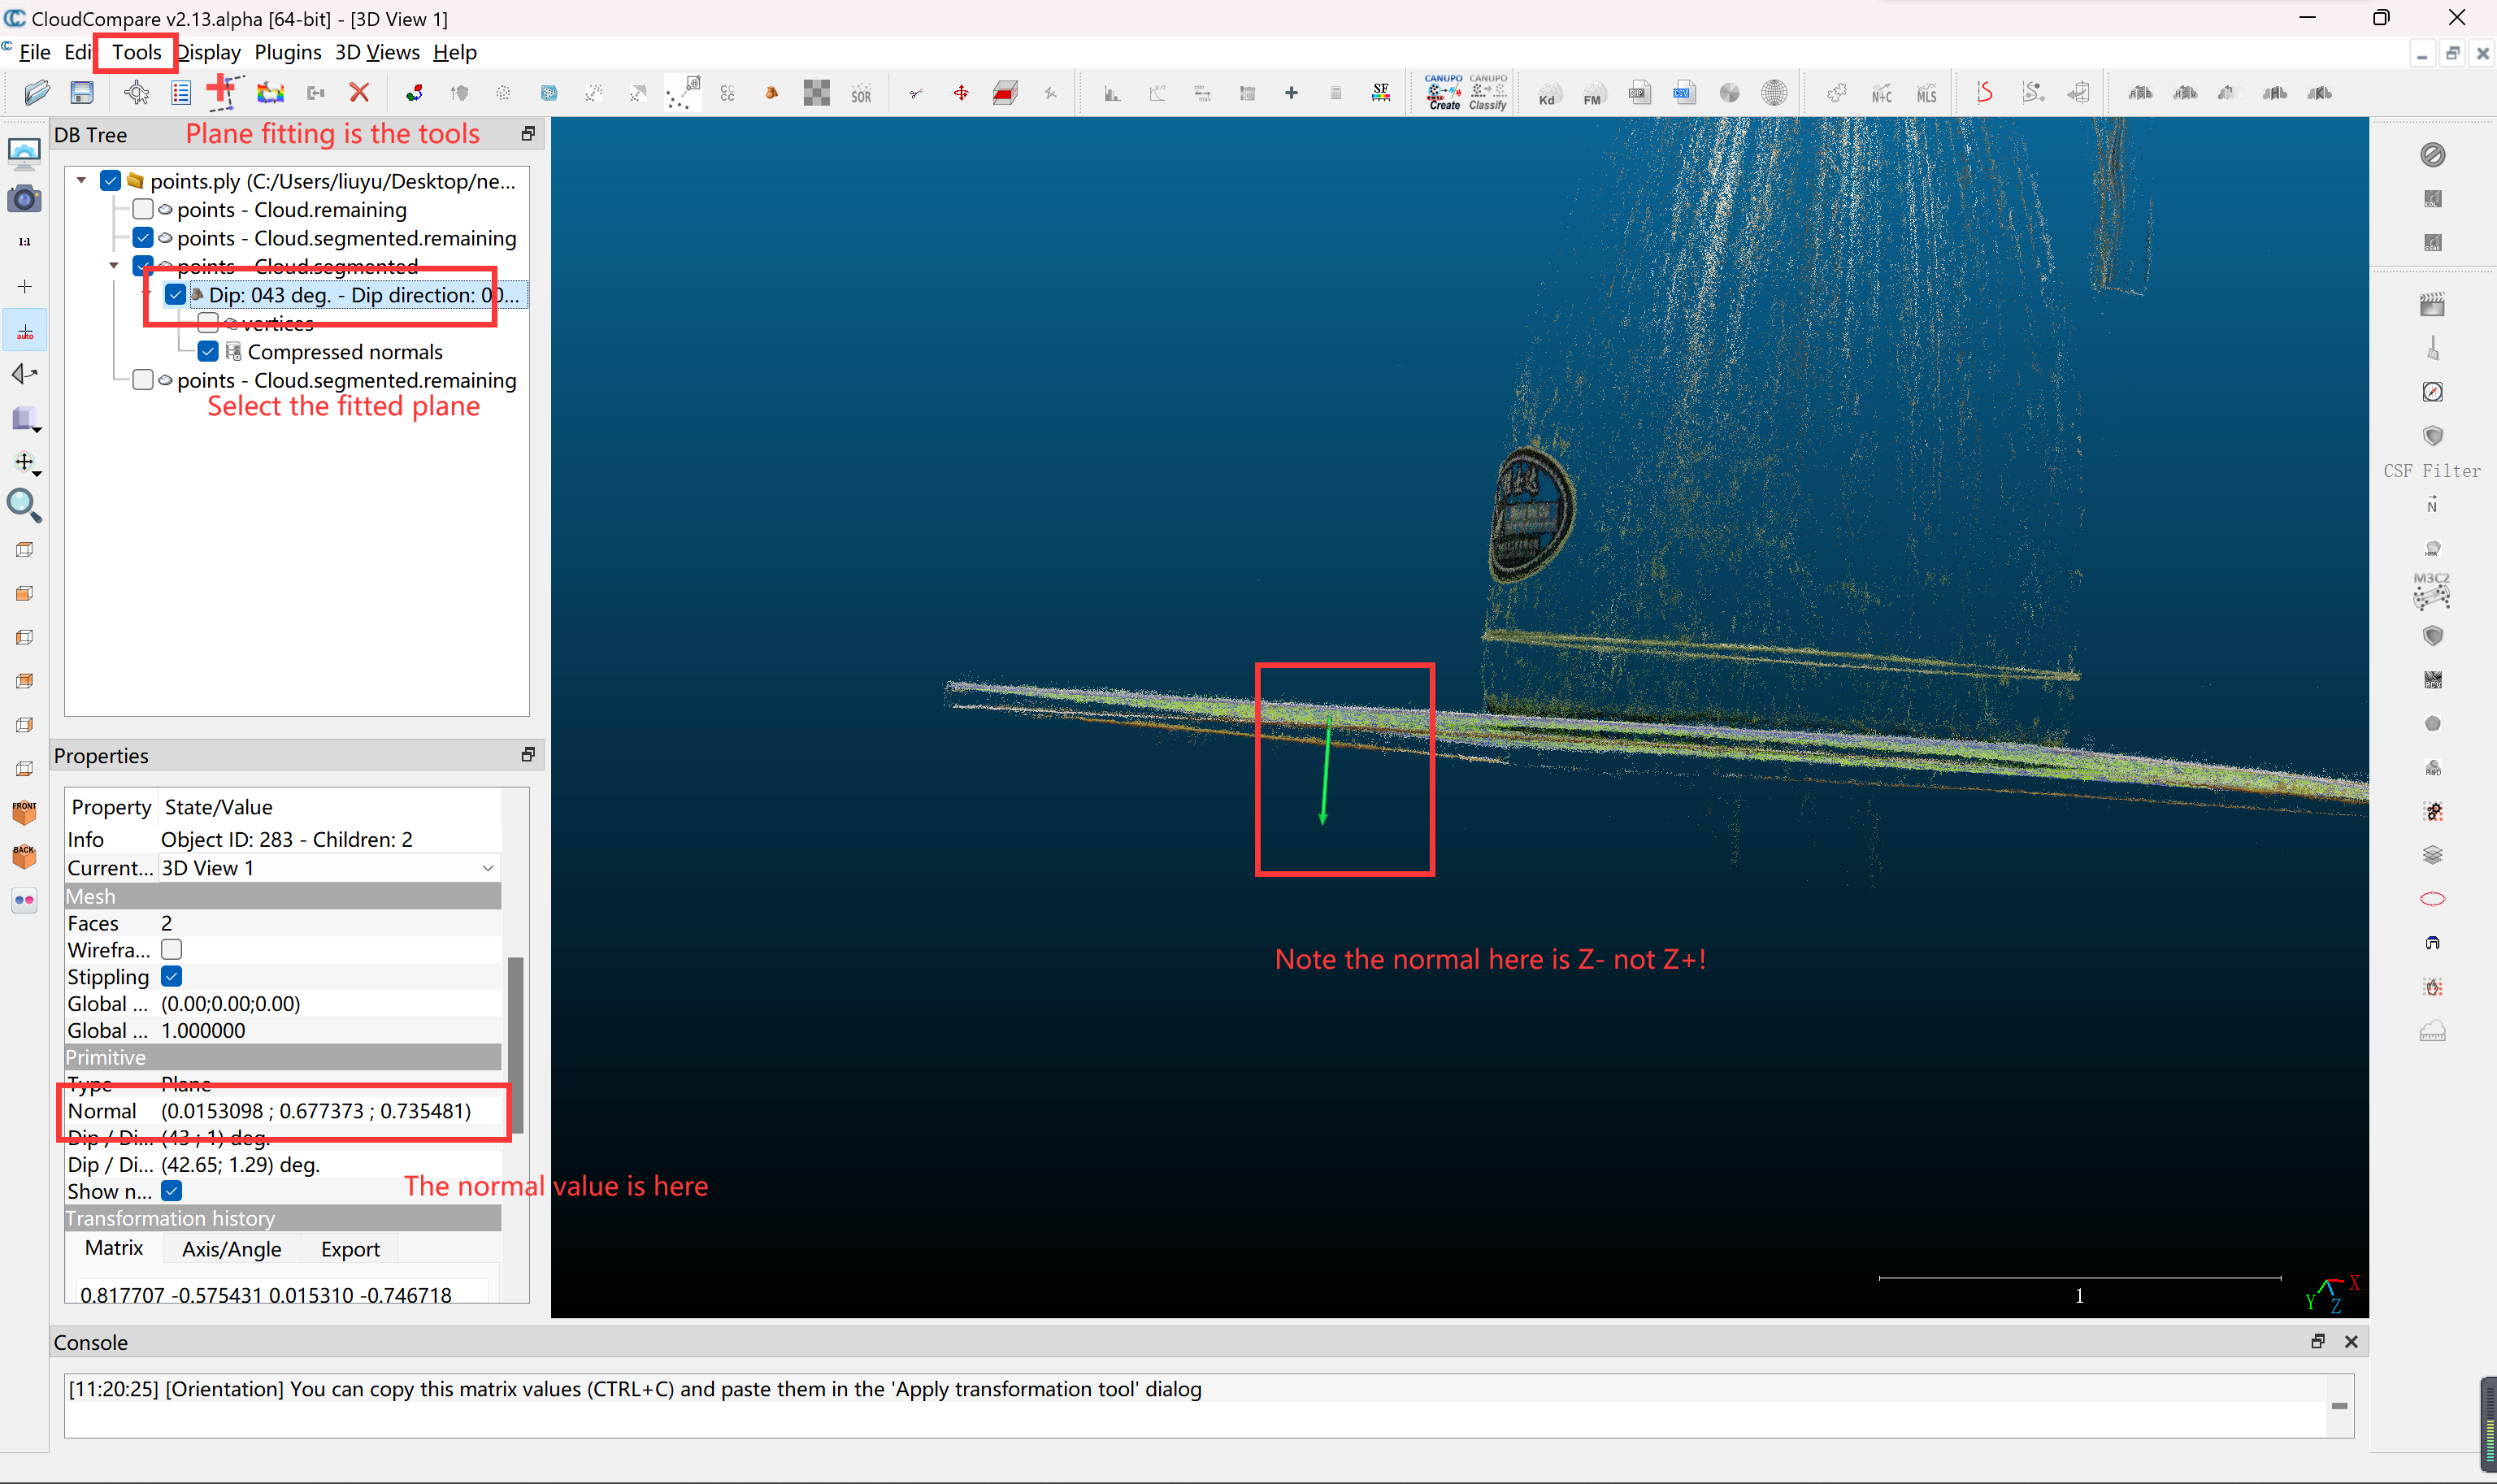 CloudCompare v2.13.alpha [64-bit] - [3D View 1]
File Edit Tools Display Plugins 3D Views Help
SOR
SF
CANUPO Create
CANUPO Classify
Kd
FM
SHP
CSV
N+C
MLS
DB Tree
Plane fitting is the tools
points.ply (C:/Users/liuyu/Desktop/ne...
points - Cloud.remaining
points - Cloud.segmented.remaining
points - Cloud.segmented
Dip: 043 deg. - Dip direction: 00...
vertices
Compressed normals
points - Cloud.segmented.remaining
Select the fitted plane
1:1
auto
FRONT
BACK
Properties
Property State/Value
Info Object ID: 283 - Children: 2
Current... 3D View 1
Mesh
Faces 2
Wirefra...
Stippling
Global ... (0.00;0.00;0.00)
Global ... 1.000000
Primitive
Type Plane
Normal (0.0153098 ; 0.677373 ; 0.735481)
Dip / Di... (43 ; 1) deg.
Dip / Di... (42.65; 1.29) deg.
Show n...
The normal value is here
Transformation history
Matrix Axis/Angle Export
0.817707 -0.575431 0.015310 -0.746718
Note the normal here is Z- not Z+!
1
X
Y
Z
CSF Filter
N
M3C2
Console
[11:20:25] [Orientation] You can copy this matrix values (CTRL+C) and paste them in the 'Apply transformation tool' dialog